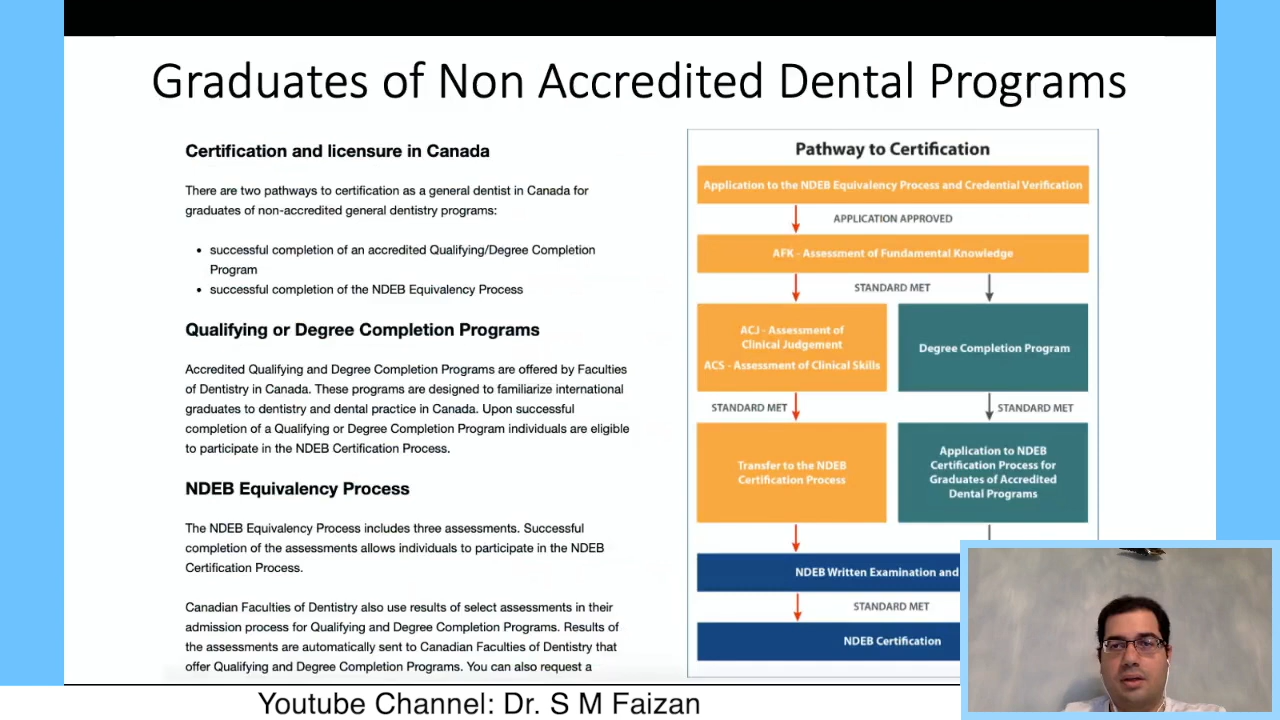 Graduates of Non Accredited Dental Programs
Certification and licensure in Canada
There are two pathways to certification as a general dentist in Canada for
graduates of non-accredited general dentistry programs:
• successful completion of an accredited Qualifying/Degree Completion
Program
• successful completion of the NDEB Equivalency Process
Qualifying or Degree Completion Programs
Accredited Qualifying and Degree Completion Programs are offered by Faculties
of Dentistry in Canada. These programs are designed to familiarize international
graduates to dentistry and dental practice in Canada. Upon successful
completion of a Qualifying or Degree Completion Program individuals are eligible
to participate in the NDEB Certification Process.
NDEB Equivalency Process
The NDEB Equivalency Process includes three assessments. Successful
completion of the assessments allows individuals to participate in the NDEB
Certification Process.
Canadian Faculties of Dentistry also use results of select assessments in their
admission process for Qualifying and Degree Completion Programs. Results of
the assessments are automatically sent to Canadian Faculties of Dentistry that
offer Qualifying and Degree Completion Programs. You can also request a
Pathway to Certification
Application to the NDEB Equivalency Process and Credential Verification
APPLICATION APPROVED
AFK - Assessment of Fundamental Knowledge
STANDARD MET
ACJ - Assessment of
Clinical Judgement
ACS - Assessment of Clinical Skills
Degree Completion Program
STANDARD MET
STANDARD MET
Transfer to the NDEB
Certification Process
Application to NDEB
Certification Process for
Graduates of Accredited
Dental Programs
NDEB Written Examination and
STANDARD MET
NDEB Certification
Youtube Channel: Dr. S M Faizan